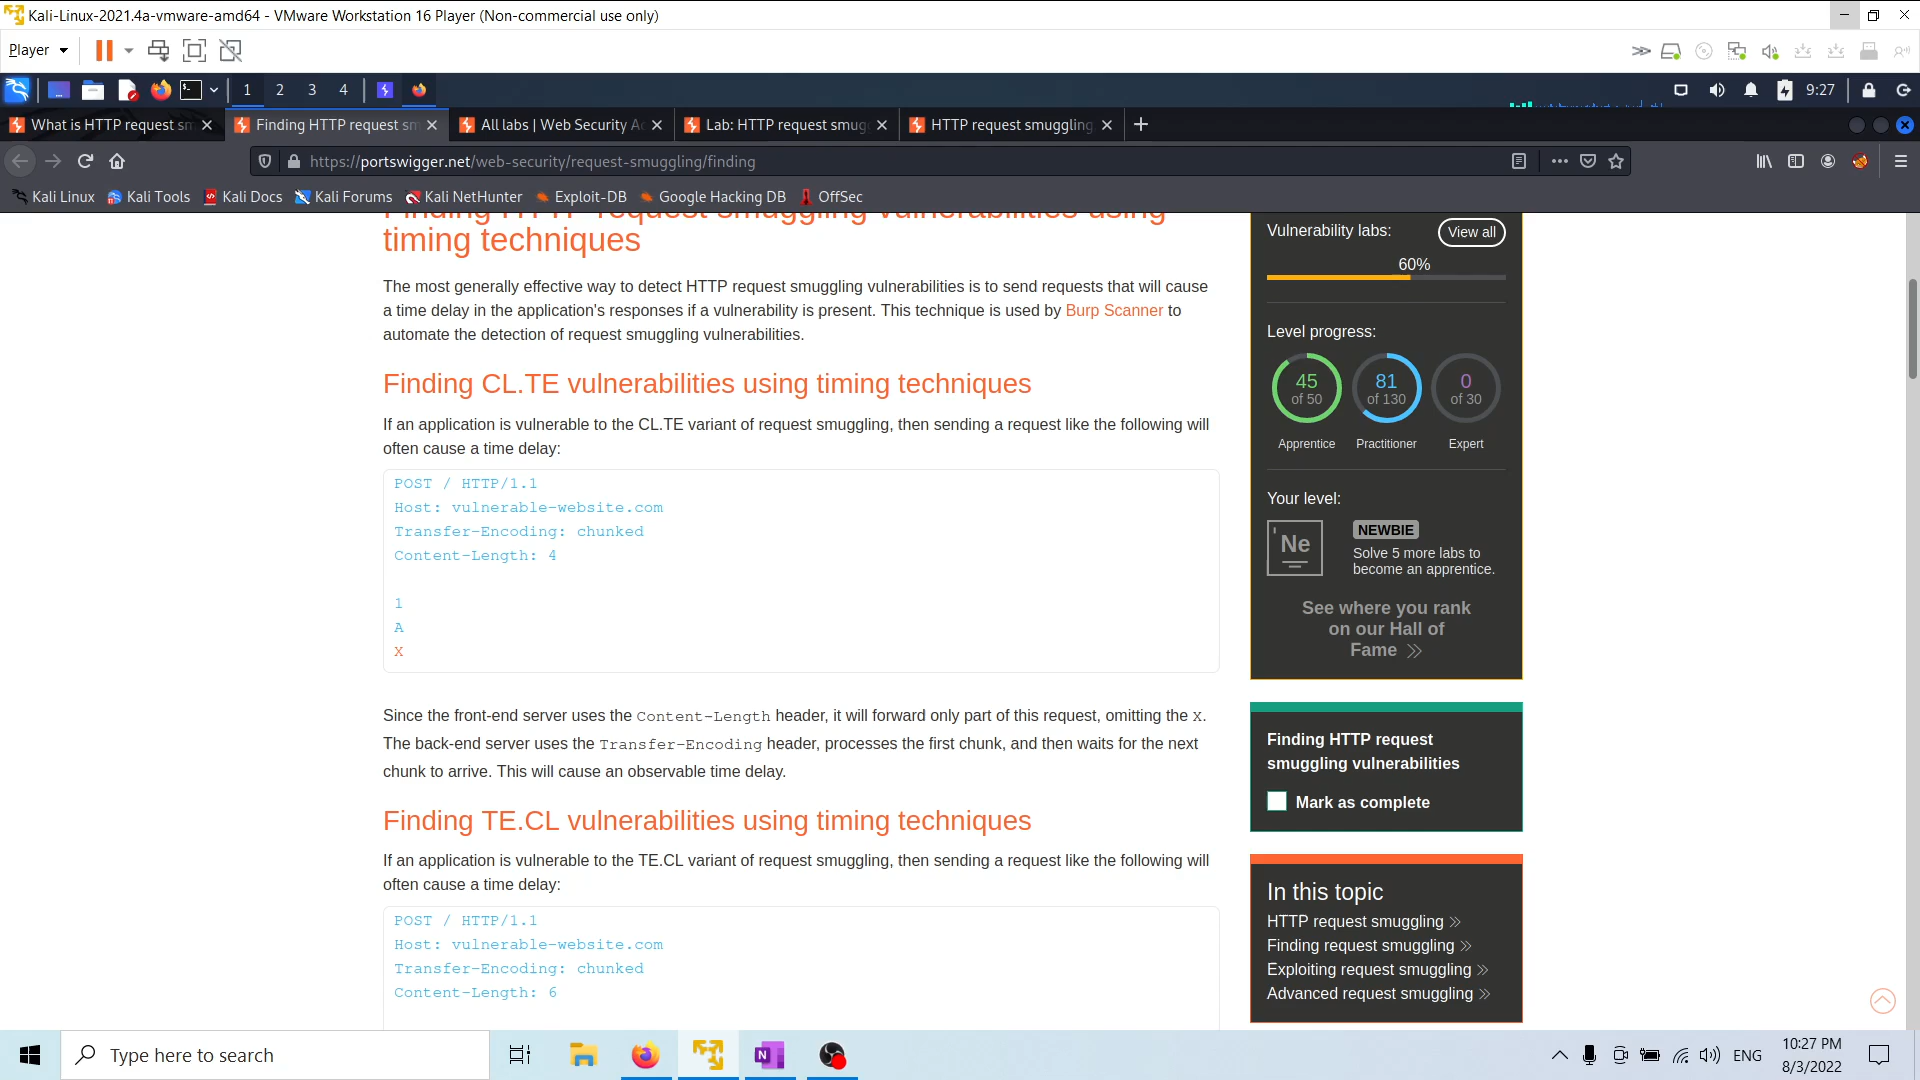 Kali-Linux-2021.4a-vmware-amd64 - VMware Workstation 16 Player (Non-commercial use only)
Player
1 2 3 4
9:27
What is HTTP request sm
Finding HTTP request sm
All labs | Web Security Ac
Lab: HTTP request smugg
HTTP request smuggling
https://portswigger.net/web-security/request-smuggling/finding
Kali Linux Kali Tools Kali Docs Kali Forums Kali NetHunter Exploit-DB Google Hacking DB OffSec
Finding HTTP request smuggling vulnerabilities using
timing techniques
The most generally effective way to detect HTTP request smuggling vulnerabilities is to send requests that will cause
a time delay in the application's responses if a vulnerability is present. This technique is used by Burp Scanner to
automate the detection of request smuggling vulnerabilities.
Finding CL.TE vulnerabilities using timing techniques
If an application is vulnerable to the CL.TE variant of request smuggling, then sending a request like the following will
often cause a time delay:
POST / HTTP/1.1
Host: vulnerable-website.com
Transfer-Encoding: chunked
Content-Length: 4
1
A
X
Since the front-end server uses the Content-Length header, it will forward only part of this request, omitting the X.
The back-end server uses the Transfer-Encoding header, processes the first chunk, and then waits for the next
chunk to arrive. This will cause an observable time delay.
Finding TE.CL vulnerabilities using timing techniques
If an application is vulnerable to the TE.CL variant of request smuggling, then sending a request like the following will
often cause a time delay:
POST / HTTP/1.1
Host: vulnerable-website.com
Transfer-Encoding: chunked
Content-Length: 6
Vulnerability labs:
View all
60%
Level progress:
45 81 0
of 50 of 130 of 30
Apprentice Practitioner Expert
Your level:
Ne
NEWBIE
Solve 5 more labs to
become an apprentice.
See where you rank
on our Hall of
Fame
Finding HTTP request
smuggling vulnerabilities
Mark as complete
In this topic
HTTP request smuggling
Finding request smuggling
Exploiting request smuggling
Advanced request smuggling
Type here to search
N
ENG
10:27 PM
8/3/2022